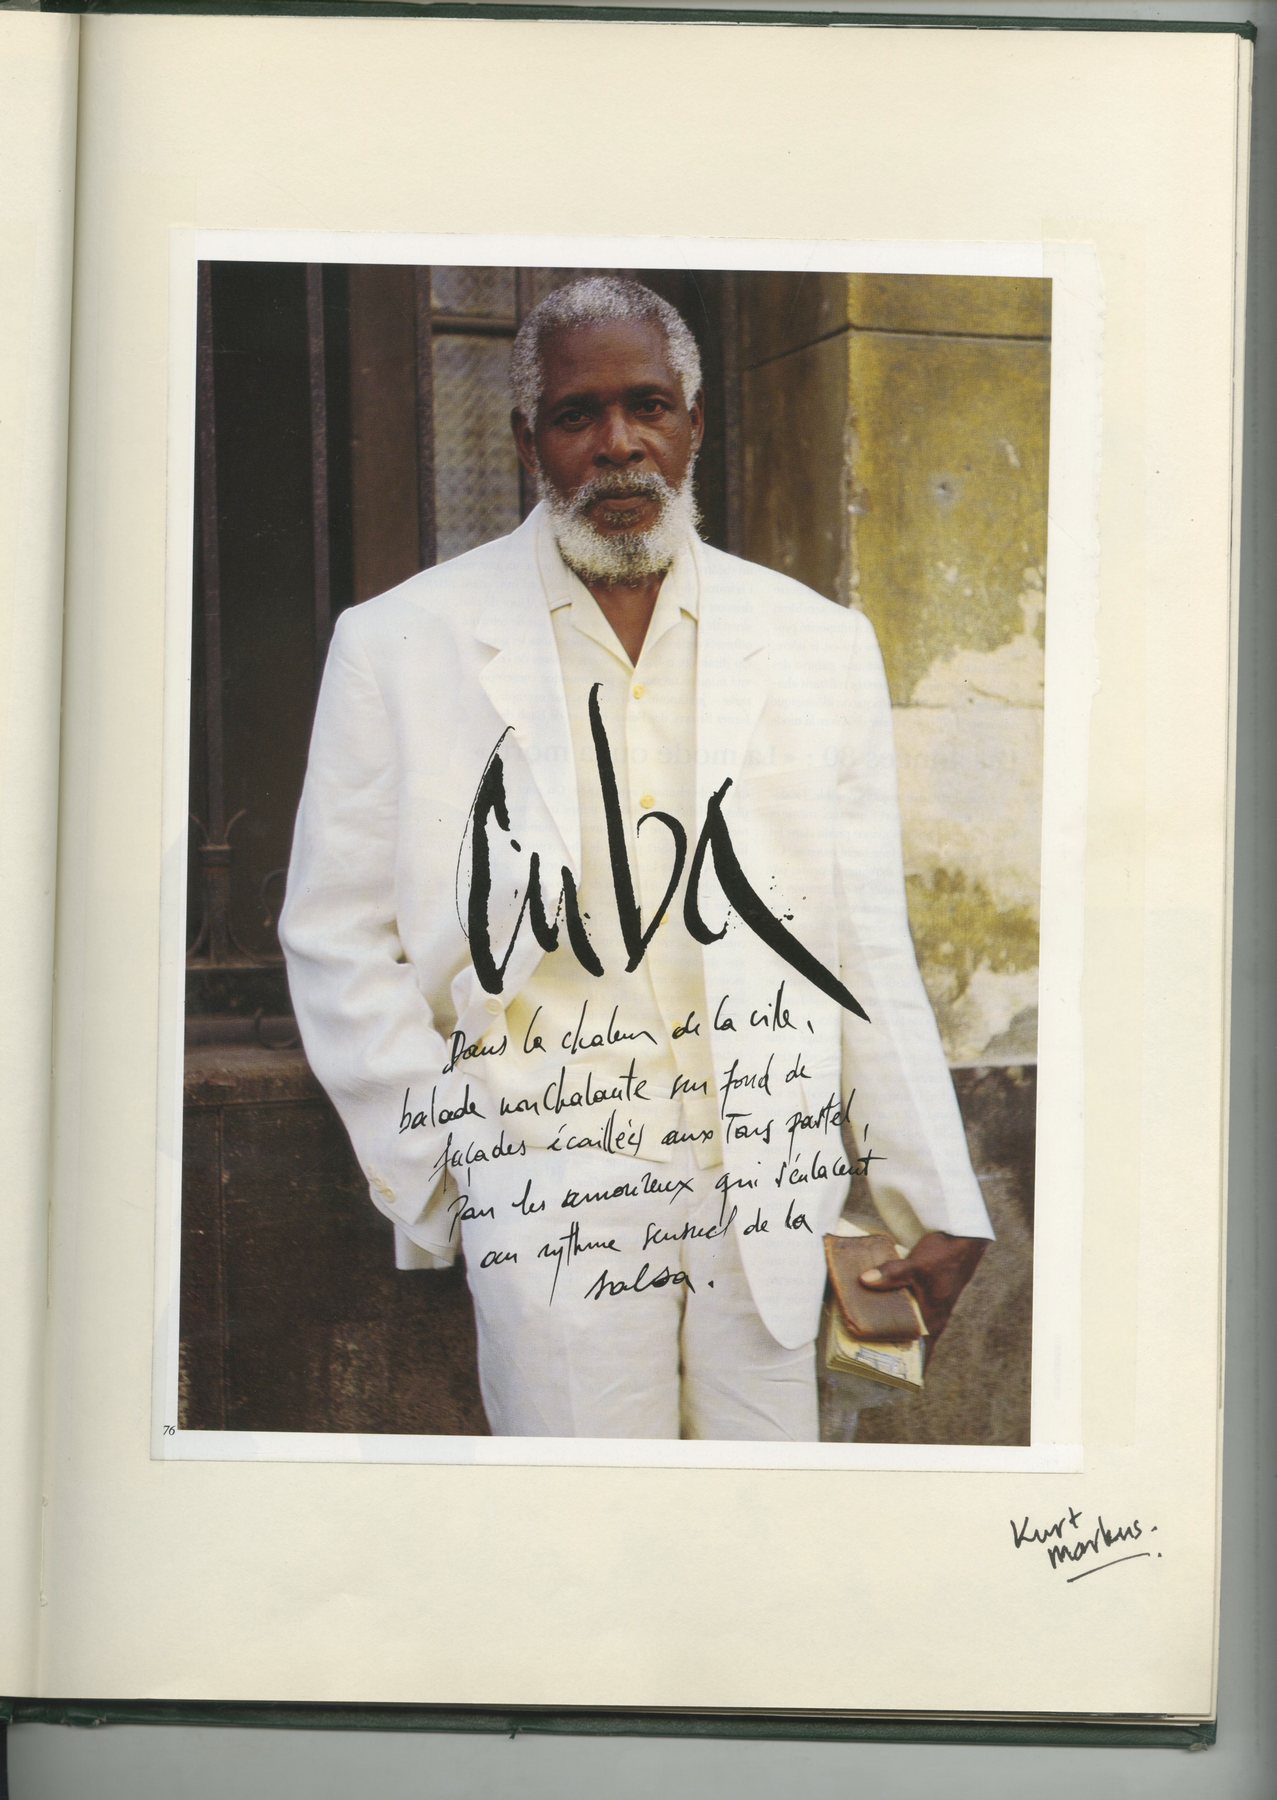 Cuba
Dans la chaleur de la ville,
balade nonchalante sur fond de
façades écaillées aux tons pastel,
Par les amoureux qui s'enlacent
au rythme sensuel de la
salsa.
76
Kurt
Markus.